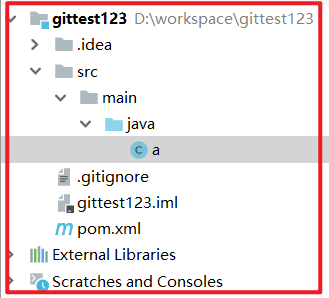 gittest123 D:\workspace\gittest123
.idea
src
main
java
C a
.gitignore
gittest123.iml
m pom.xml
External Libraries
Scratches and Consoles